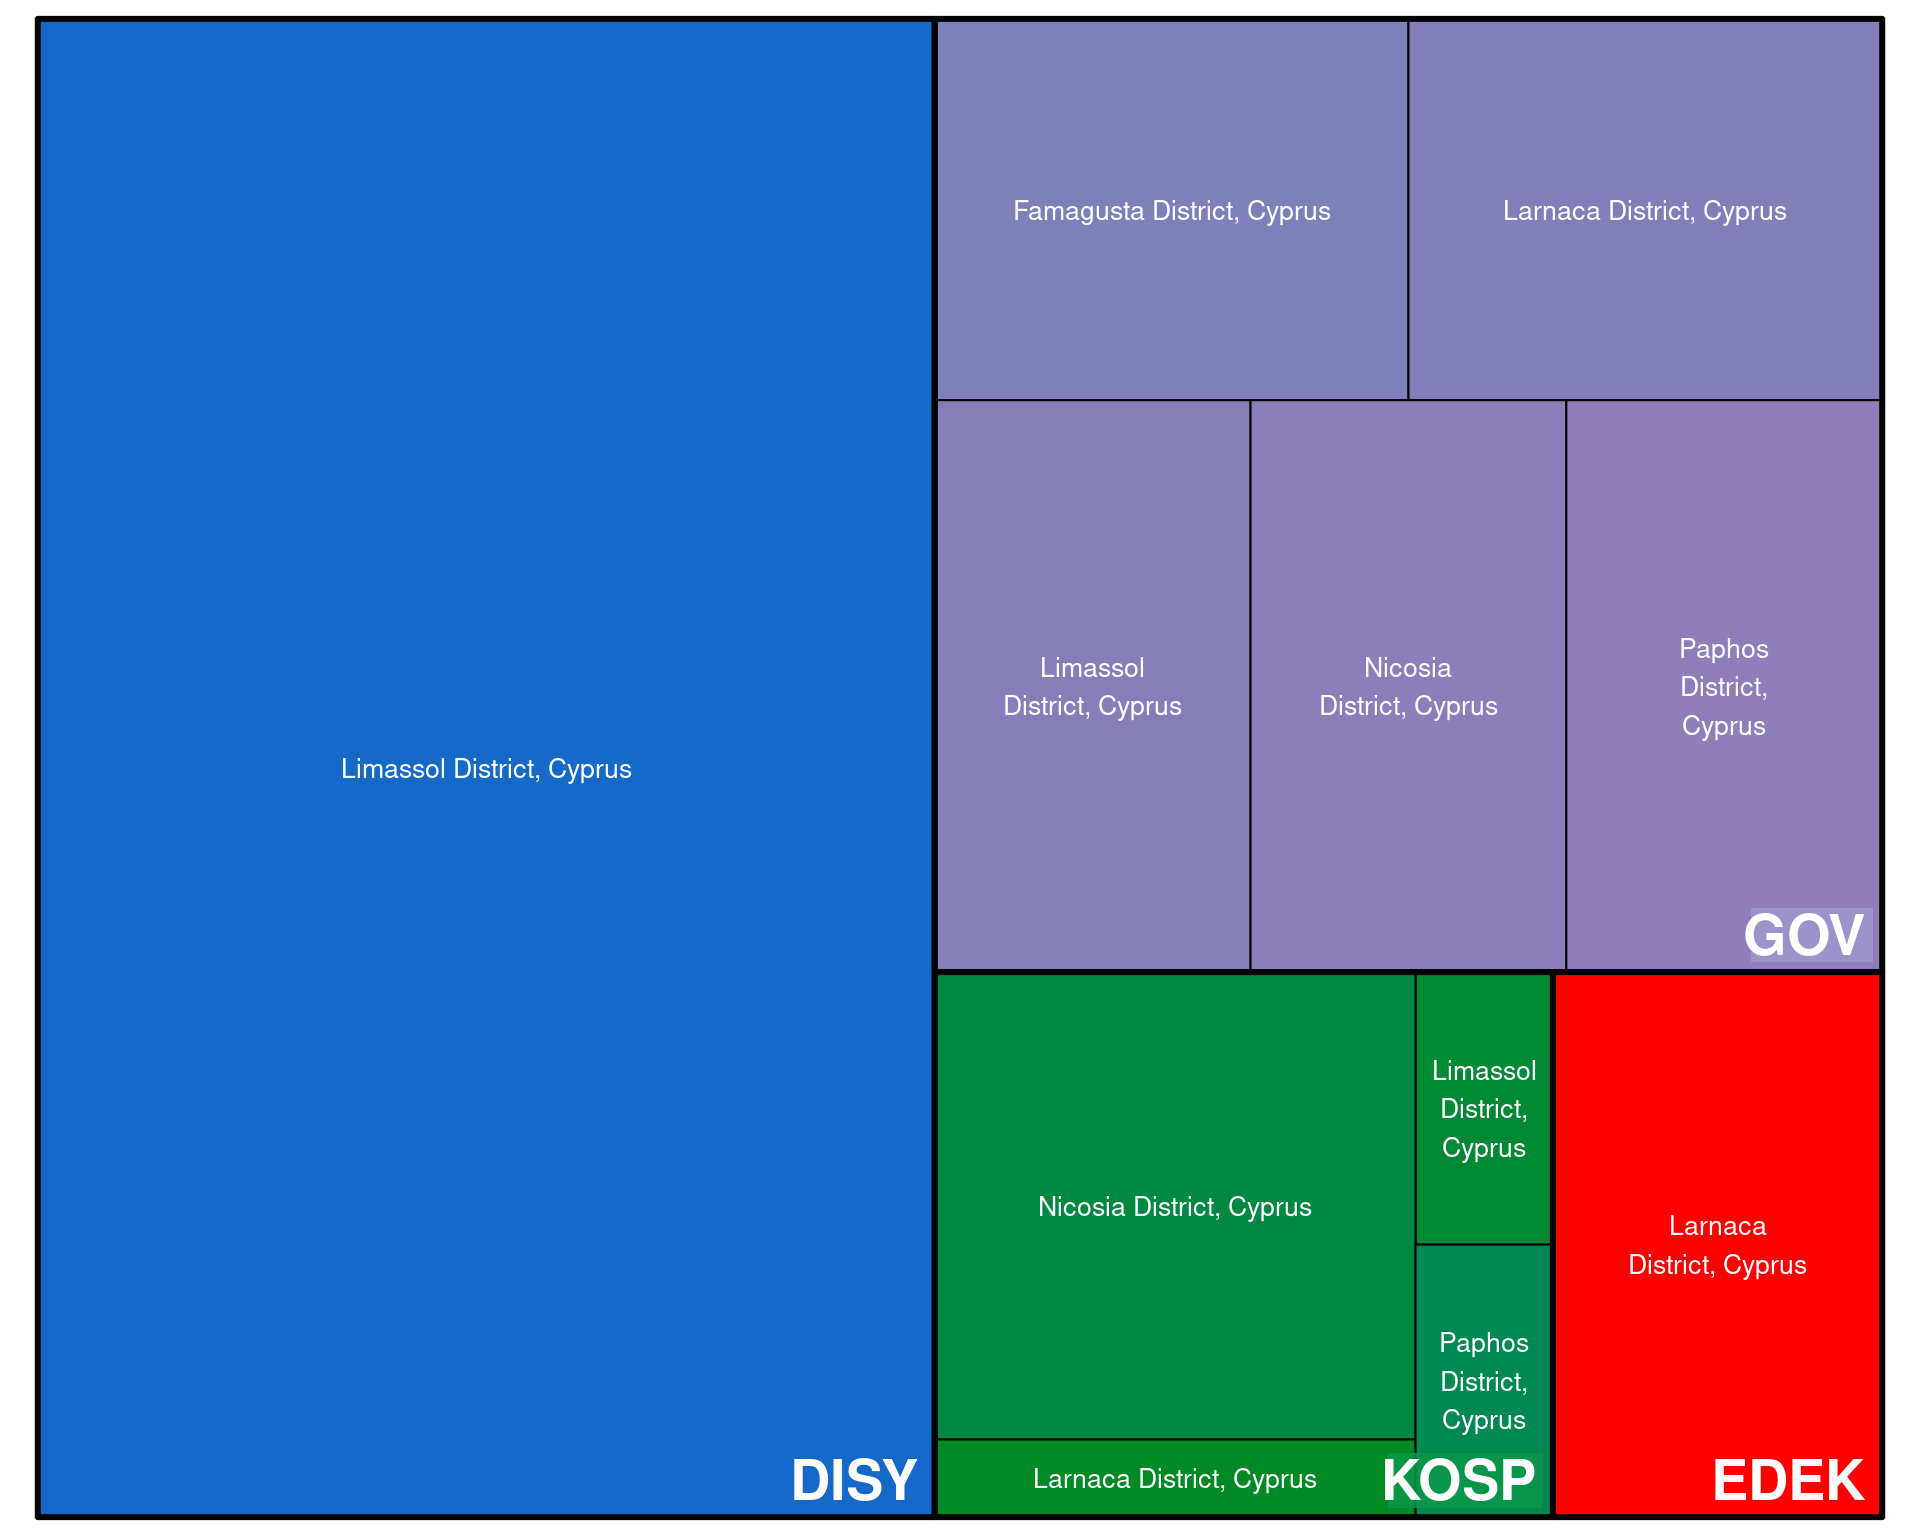 Limassol District, Cyprus
DISY
Famagusta District, Cyprus
Larnaca District, Cyprus
Limassol
District, Cyprus
Nicosia
District, Cyprus
Paphos
District,
Cyprus
GOV
Nicosia District, Cyprus
Limassol
District,
Cyprus
Paphos
District,
Cyprus
Larnaca District, Cyprus
KOSP
Larnaca
District, Cyprus
EDEK